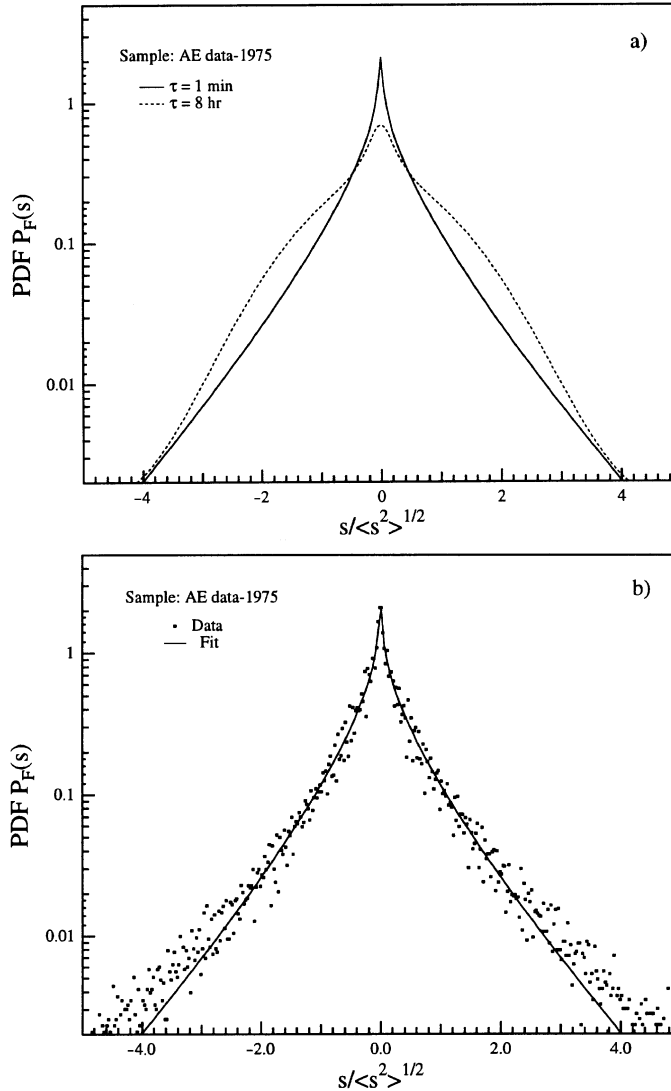 a)
Sample: AE data-1975
τ = 1 min
τ = 8 hr
1
0.1
0.01
PDF P_F(s)
−4
−2
0
2
4
s/<s²>^1/2
b)
Sample: AE data-1975
Data
Fit
1
0.1
0.01
PDF P_F(s)
−4.0
−2.0
0.0
2.0
4.0
s/<s²>^1/2